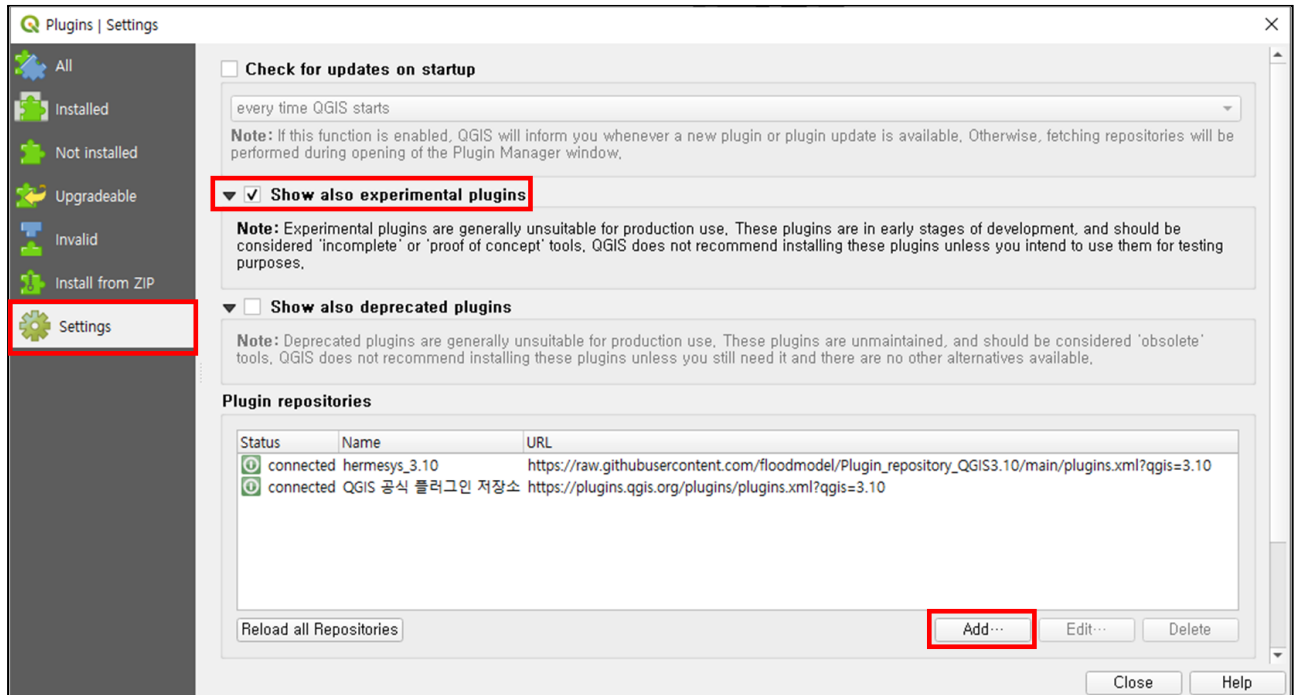 Plugins | Settings
All
Installed
Not installed
Upgradeable
Invalid
Install from ZIP
Settings
Check for updates on startup
every time QGIS starts
Note: If this function is enabled, QGIS will inform you whenever a new plugin or plugin update is available, Otherwise, fetching repositories will be
performed during opening of the Plugin Manager window,
Show also experimental plugins
Note: Experimental plugins are generally unsuitable for production use, These plugins are in early stages of development, and should be
considered 'incomplete' or 'proof of concept' tools, QGIS does not recommend installing these plugins unless you intend to use them for testing
purposes,
Show also deprecated plugins
Note: Deprecated plugins are generally unsuitable for production use, These plugins are unmaintained, and should be considered 'obsolete'
tools, QGIS does not recommend installing these plugins unless you still need it and there are no other alternatives available,
Plugin repositories
Status Name URL
connected hermesys_3.10 https://raw.githubusercontent.com/floodmodel/Plugin_repository_QGIS3.10/main/plugins.xml?qgis=3.10
connected QGIS 공식 플러그인 저장소 https://plugins.qgis.org/plugins/plugins.xml?qgis=3.10
Reload all Repositories Add… Edit… Delete
Close Help